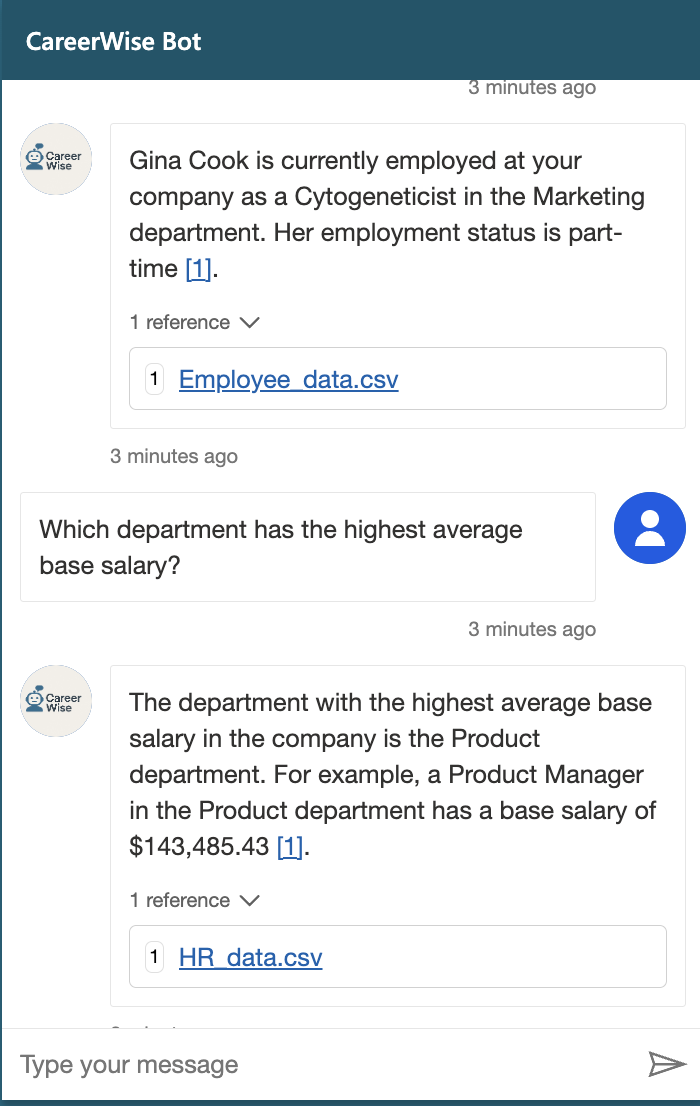 CareerWise Bot
3 minutes ago
Career
Wise
Gina Cook is currently employed at your
company as a Cytogeneticist in the Marketing
department. Her employment status is part-
time [1].
1 reference
1 Employee_data.csv
3 minutes ago
Which department has the highest average
base salary?
3 minutes ago
Career
Wise
The department with the highest average base
salary in the company is the Product
department. For example, a Product Manager
in the Product department has a base salary of
$143,485.43 [1].
1 reference
1 HR_data.csv
Type your message